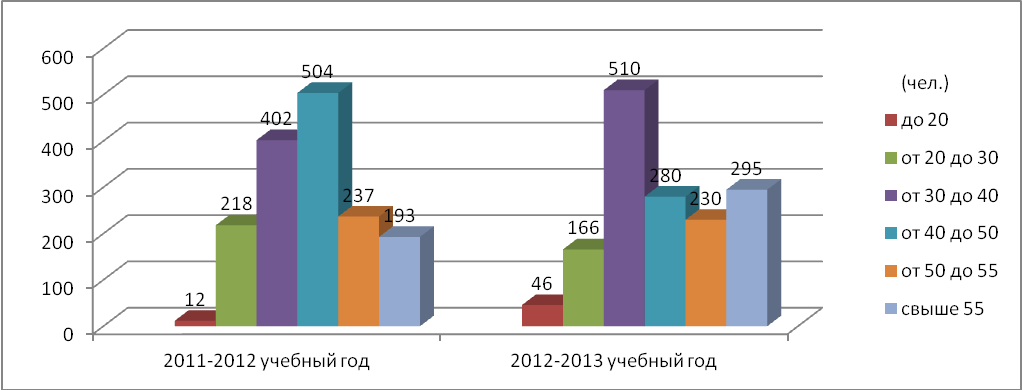 600
500
400
300
200
100
0
12
218
402
504
237
193
46
166
510
280
230
295
2011-2012 учебный год
2012-2013 учебный год
(чел.)
до 20
от 20 до 30
от 30 до 40
от 40 до 50
от 50 до 55
свыше 55